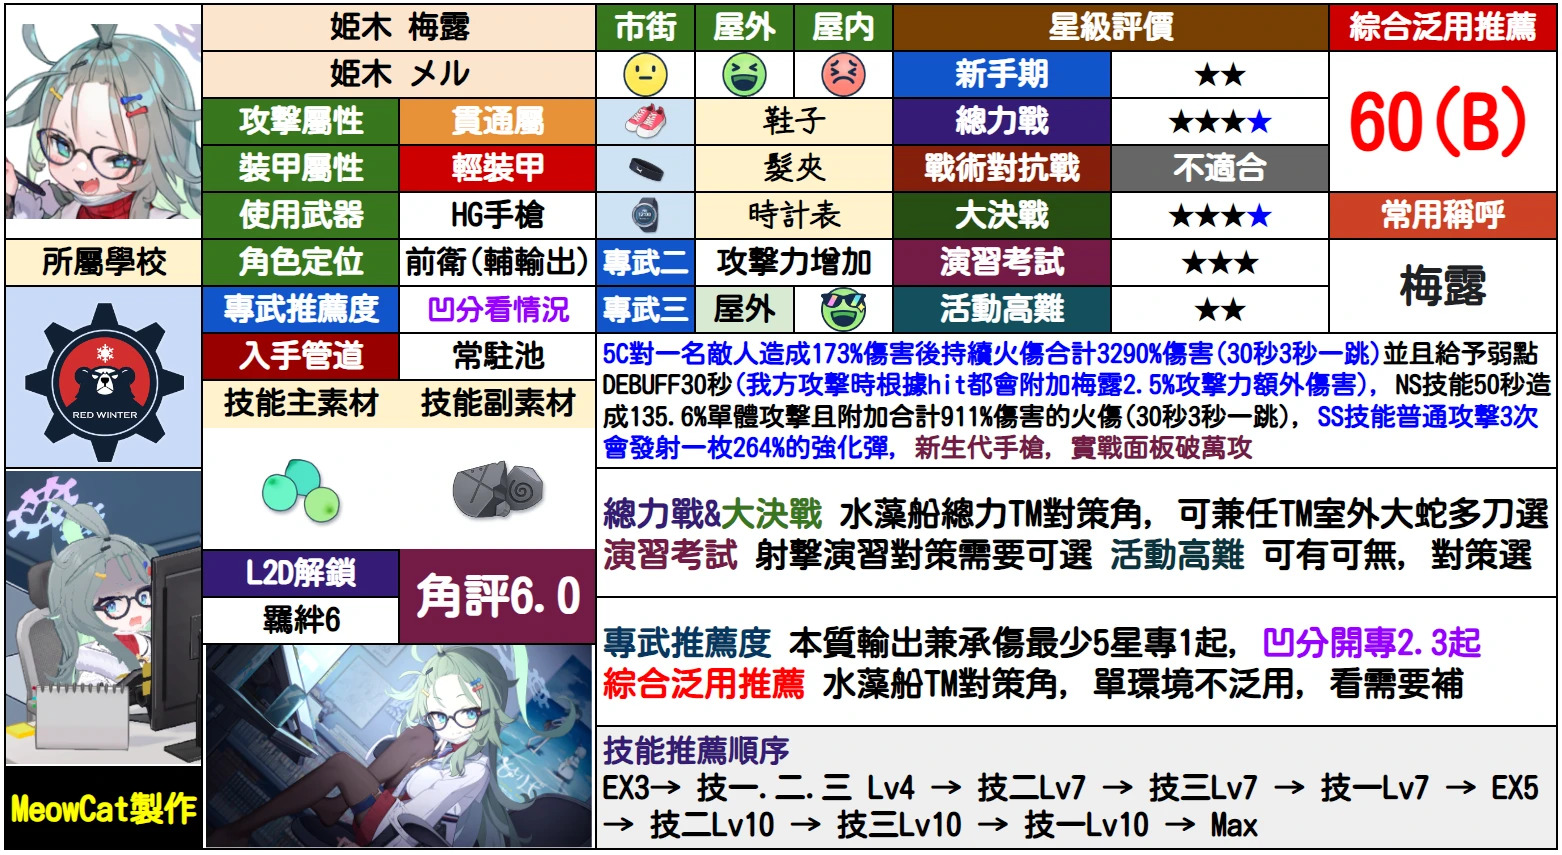 姫木 梅露
市街
屋外
屋内
星級評價
綜合泛用推薦
姫木 メル
新手期
★★
60(B)
攻擊屬性
貫通屬
鞋子
總力戰
★★★★
裝甲屬性
輕裝甲
髮夾
戰術對抗戰
不適合
使用武器
HG手槍
時計表
大決戰
★★★★
常用稱呼
所屬學校
角色定位
前衛(輔輸出)
專武二
攻擊力增加
演習考試
★★★
梅露
專武推薦度
凹分看情況
專武三
屋外
活動高難
★★
RED WINTER
入手管道
常駐池
技能主素材
技能副素材
5C對一名敵人造成173%傷害後持續火傷合計3290%傷害(30秒3秒一跳)並且給予弱點
DEBUFF30秒(我方攻擊時根據hit都會附加梅露2.5%攻擊力額外傷害), NS技能50秒造
成135.6%單體攻擊且附加合計911%傷害的火傷(30秒3秒一跳), SS技能普通攻擊3次
會發射一枚264%的強化彈, 新生代手槍, 實戰面板破萬攻
總力戰&大決戰 水藻船總力TM對策角, 可兼任TM室外大蛇多刀選
演習考試 射擊演習對策需要可選 活動高難 可有可無, 對策選
L2D解鎖
羈絆6
角評6.0
專武推薦度 本質輸出兼承傷最少5星專1起, 凹分開專2.3起
綜合泛用推薦 水藻船TM對策角, 單環境不泛用, 看需要補
技能推薦順序
EX3→ 技一.二.三 Lv4 → 技二Lv7 → 技三Lv7 → 技一Lv7 → EX5
→ 技二Lv10 → 技三Lv10 → 技一Lv10 → Max
MeowCat製作